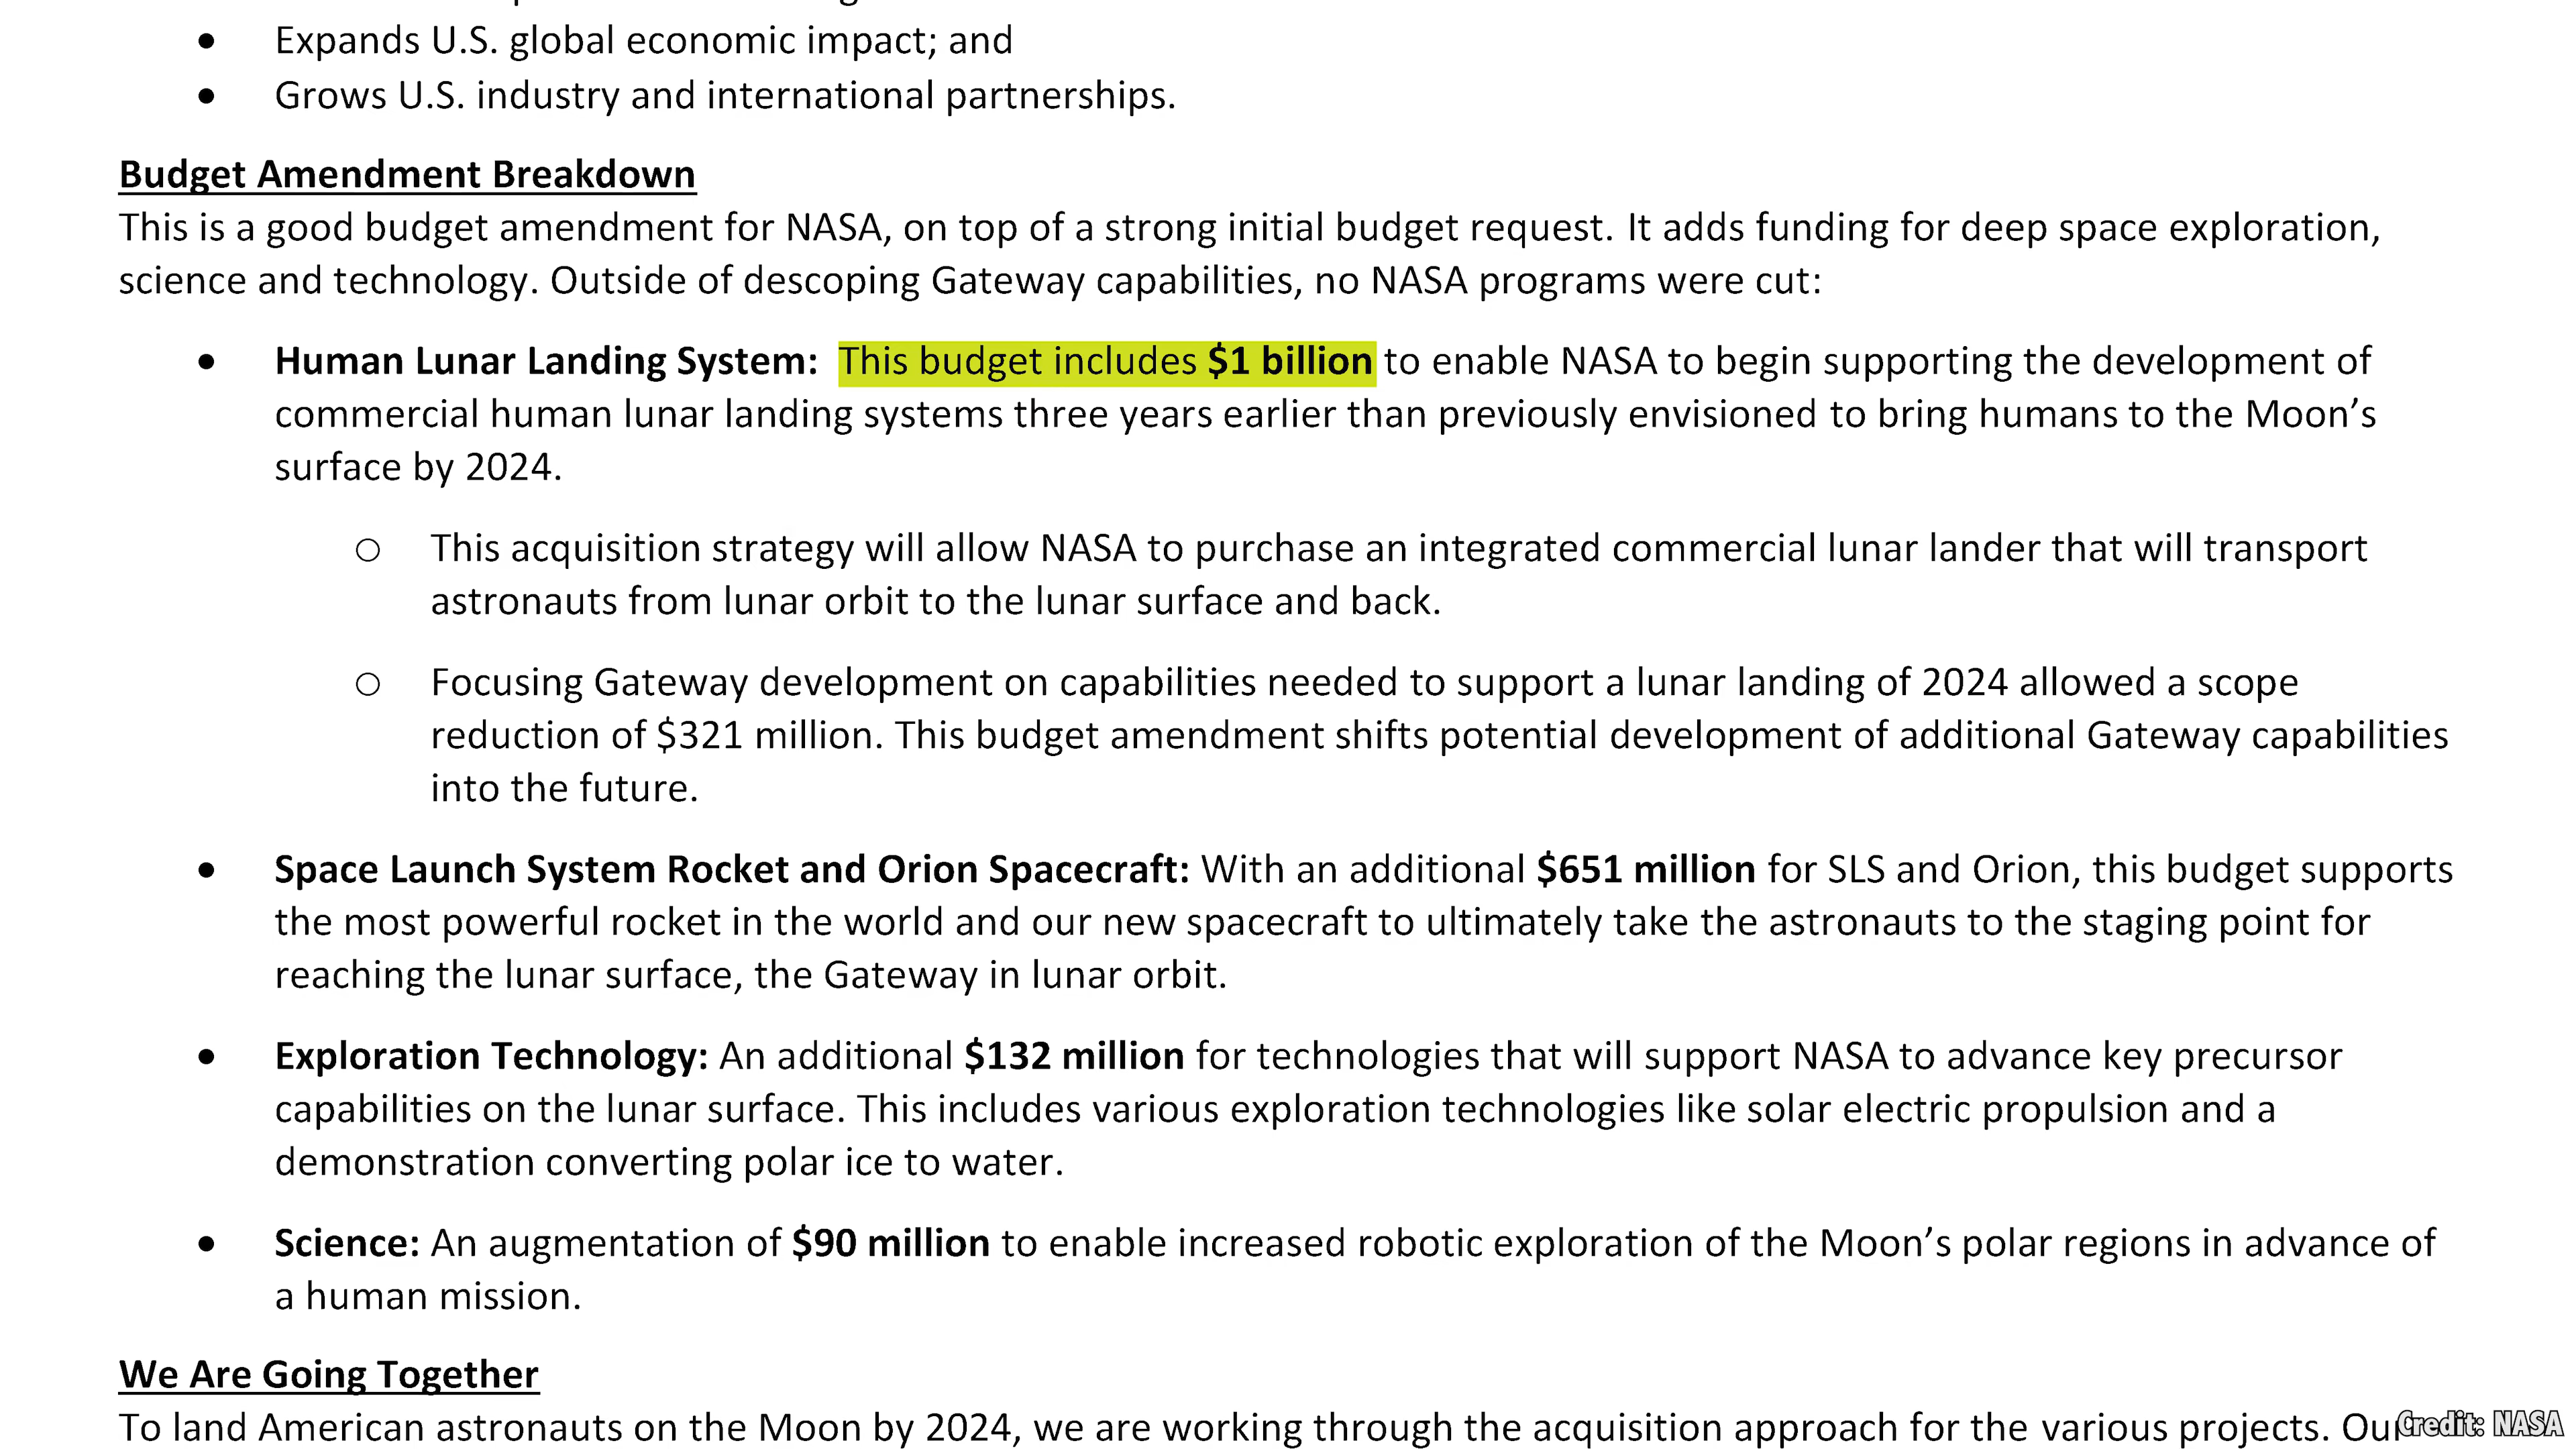 • Expands U.S. global economic impact; and
• Grows U.S. industry and international partnerships.
Budget Amendment Breakdown
This is a good budget amendment for NASA, on top of a strong initial budget request. It adds funding for deep space exploration,
science and technology. Outside of descoping Gateway capabilities, no NASA programs were cut:
• Human Lunar Landing System: This budget includes $1 billion to enable NASA to begin supporting the development of
commercial human lunar landing systems three years earlier than previously envisioned to bring humans to the Moon’s
surface by 2024.
o This acquisition strategy will allow NASA to purchase an integrated commercial lunar lander that will transport
astronauts from lunar orbit to the lunar surface and back.
o Focusing Gateway development on capabilities needed to support a lunar landing of 2024 allowed a scope
reduction of $321 million. This budget amendment shifts potential development of additional Gateway capabilities
into the future.
• Space Launch System Rocket and Orion Spacecraft: With an additional $651 million for SLS and Orion, this budget supports
the most powerful rocket in the world and our new spacecraft to ultimately take the astronauts to the staging point for
reaching the lunar surface, the Gateway in lunar orbit.
• Exploration Technology: An additional $132 million for technologies that will support NASA to advance key precursor
capabilities on the lunar surface. This includes various exploration technologies like solar electric propulsion and a
demonstration converting polar ice to water.
• Science: An augmentation of $90 million to enable increased robotic exploration of the Moon’s polar regions in advance of
a human mission.
We Are Going Together
To land American astronauts on the Moon by 2024, we are working through the acquisition approach for the various projects. Our
Credit: NASA